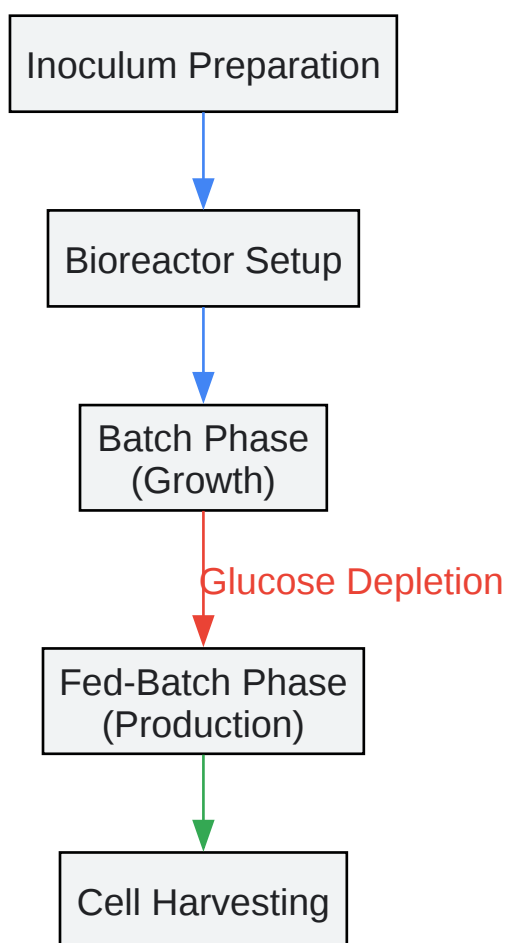 Inoculum Preparation
Bioreactor Setup
Batch Phase
(Growth)
Glucose Depletion
Fed-Batch Phase
(Production)
Cell Harvesting